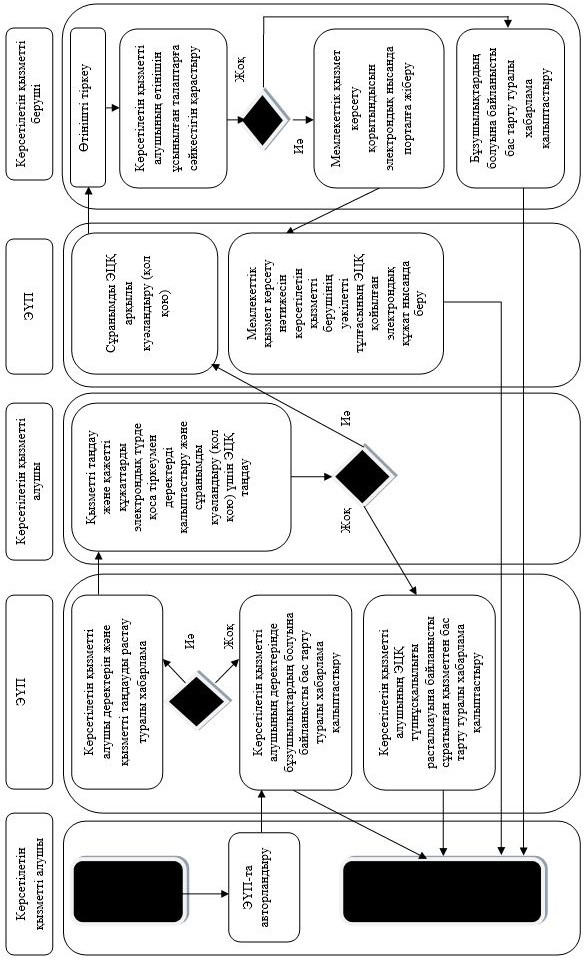 Көрсетілетін
қызметті алушы
ЭҮП
Көрсетілетін қызметті
алушы
ЭҮП
Көрсетілетін қызметті
беруші
ЭҮП-та
авторландыру
Көрсетілетін қызметті
алушы деректерін және
қызметті таңдауды растау
туралы хабарлама
Иә
Жоқ
Көрсетілетін қызметті
алушының деректерінде
бұзушылықтардың болуына
байланысты бас тарту
туралы хабарлама
қалыптастыру
Көрсетілетін қызметті
алушының ЭЦҚ
түпнұсқалылығы
расталмауына байланысты
сұратылған қызметтен бас
тарту туралы хабарлама
қалыптастыру
Қызметті таңдау
және қажетті
құжаттарды
электрондық түрде
қоса тіркеумен
деректерді
қалыптастыру және
сұранымды
куәландыру (қол
қою) үшін ЭЦҚ
таңдау
Иә
Жоқ
Сұранымды ЭЦҚ
арқылы
куәландыру (қол
қою)
Мемлекеттік
қызмет көрсету
нәтижесін
көрсетілетін
қызметті
берушінің
уәкілетті
тұлғасының ЭЦҚ
қойылған
электрондық
құжат нысанда
беру
Өтінішті тіркеу
Көрсетілетін қызметті
алушының өтінішін
ұсынылған талаптарға
сәйкестігін қарастыру
Жоқ
Иә
Мемлекеттік қызмет
көрсету
қорытындысын
электрондық нысанда
порталға жіберу
Бұзушылықтардың
болуына байланысты
бас тарту туралы
хабарлама
қалыптастыру